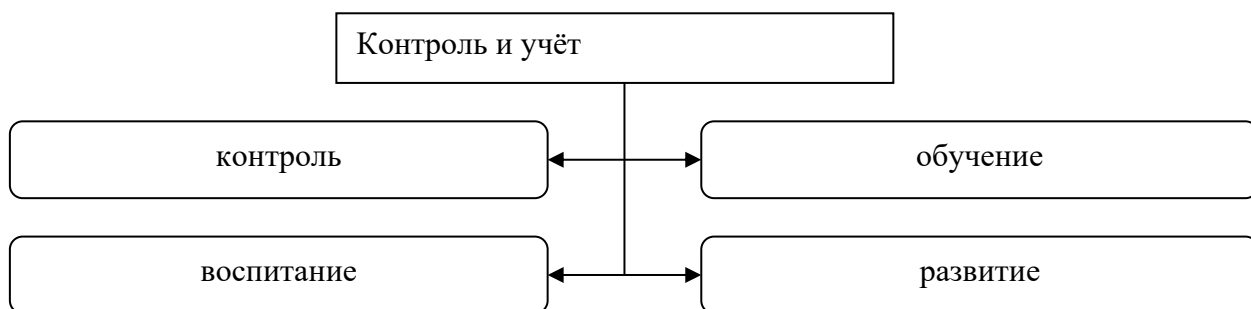 Контроль и учёт
контроль
обучение
воспитание
развитие